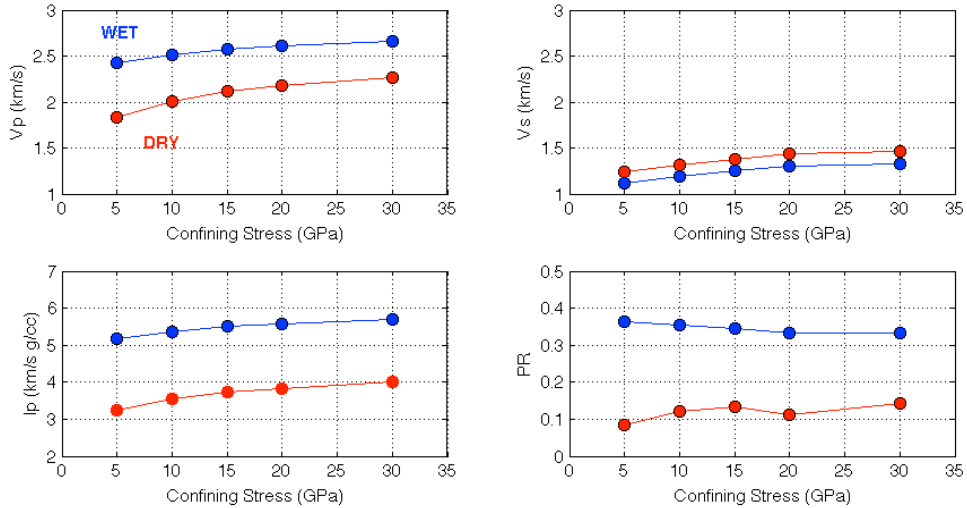 3
2.5
2
1.5
1
Vp (km/s)
WET
DRY
0 5 10 15 20 25 30 35
Confining Stress (GPa)
3
2.5
2
1.5
1
Vs (km/s)
0 5 10 15 20 25 30 35
Confining Stress (GPa)
7
6
5
4
3
2
Ip (km/s g/cc)
0 5 10 15 20 25 30 35
Confining Stress (GPa)
0.5
0.4
0.3
0.2
0.1
0
PR
0 5 10 15 20 25 30 35
Confining Stress (GPa)